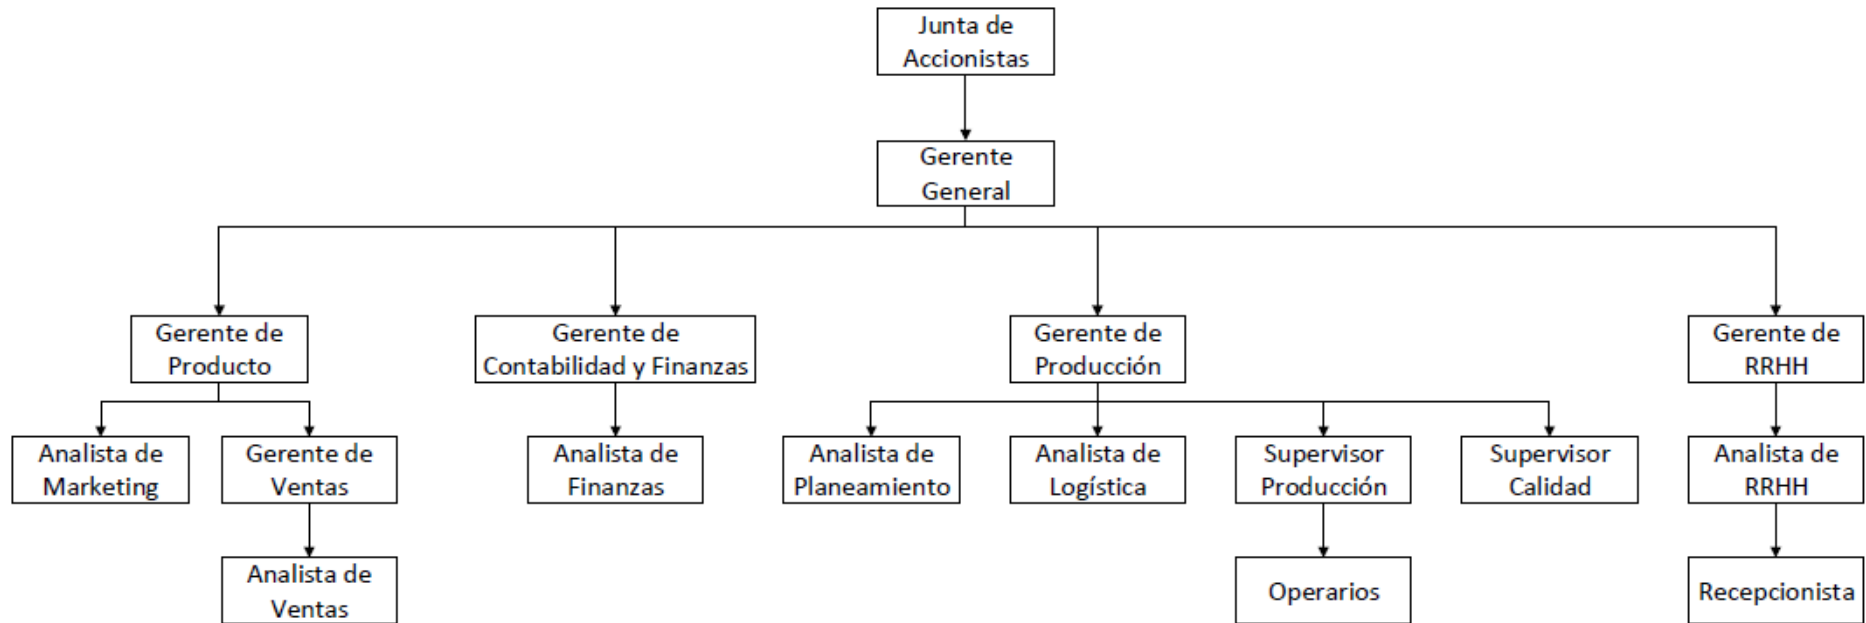 Junta de
Accionistas
Gerente
General
Gerente de
Producto
Gerente de
Contabilidad y Finanzas
Gerente de
Producción
Gerente de
RRHH
Analista de
Marketing
Gerente de
Ventas
Analista de
Finanzas
Analista de
Planeamiento
Analista de
Logística
Supervisor
Producción
Supervisor
Calidad
Analista de
RRHH
Analista de
Ventas
Operarios
Recepcionista